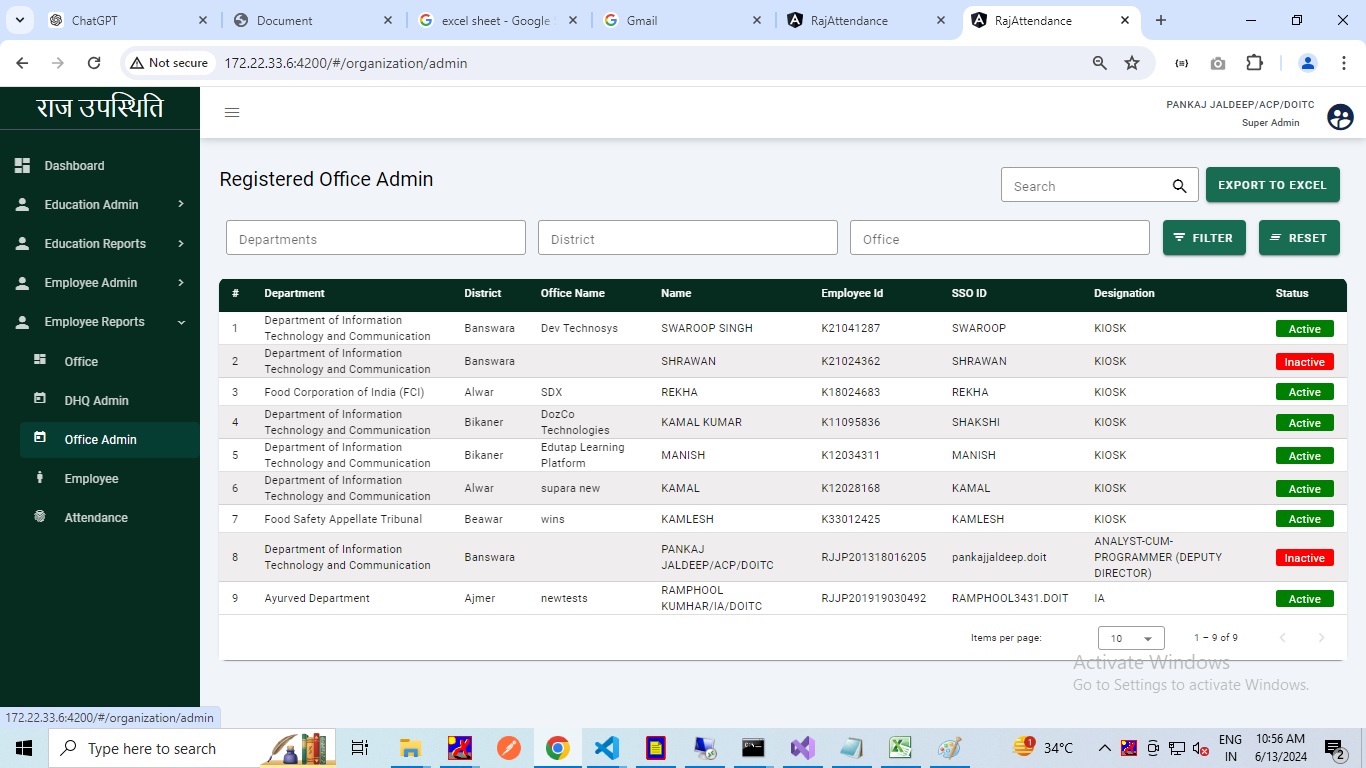 ChatGPT
Document
excel sheet - Google
Gmail
RajAttendance
RajAttendance
Not secure
172.22.33.6:4200/#/organization/admin
राज उपस्थिति
PANKAJ JALDEEP/ACP/DOITC
Super Admin
Dashboard
Education Admin
Education Reports
Employee Admin
Employee Reports
Office
DHQ Admin
Office Admin
Employee
Attendance
Registered Office Admin
Search
EXPORT TO EXCEL
Departments
District
Office
FILTER
RESET
# Department District Office Name Name Employee Id SSO ID Designation Status
1 Department of Information Technology and Communication Banswara Dev Technosys SWAROOP SINGH K21041287 SWAROOP KIOSK Active
2 Department of Information Technology and Communication Banswara SHRAWAN K21024362 SHRAWAN KIOSK Inactive
3 Food Corporation of India (FCI) Alwar SDX REKHA K18024683 REKHA KIOSK Active
4 Department of Information Technology and Communication Bikaner DozCo Technologies KAMAL KUMAR K11095836 SHAKSHI KIOSK Active
5 Department of Information Technology and Communication Bikaner Edutap Learning Platform MANISH K12034311 MANISH KIOSK Active
6 Department of Information Technology and Communication Alwar supara new KAMAL K12028168 KAMAL KIOSK Active
7 Food Safety Appellate Tribunal Beawar wins KAMLESH K33012425 KAMLESH KIOSK Active
8 Department of Information Technology and Communication Banswara PANKAJ JALDEEP/ACP/DOITC RJJP201318016205 pankajjaldeep.doit ANALYST-CUM-PROGRAMMER (DEPUTY DIRECTOR) Inactive
9 Ayurved Department Ajmer newtests RAMPHOOL KUMHAR/IA/DOITC RJJP201919030492 RAMPHOOL3431.DOIT IA Active
Items per page: 10 1 – 9 of 9
Activate Windows
Go to Settings to activate Windows.
172.22.33.6:4200/#/organization/admin
Type here to search
1
34°C
ENG
IN
10:56 AM
6/13/2024
2